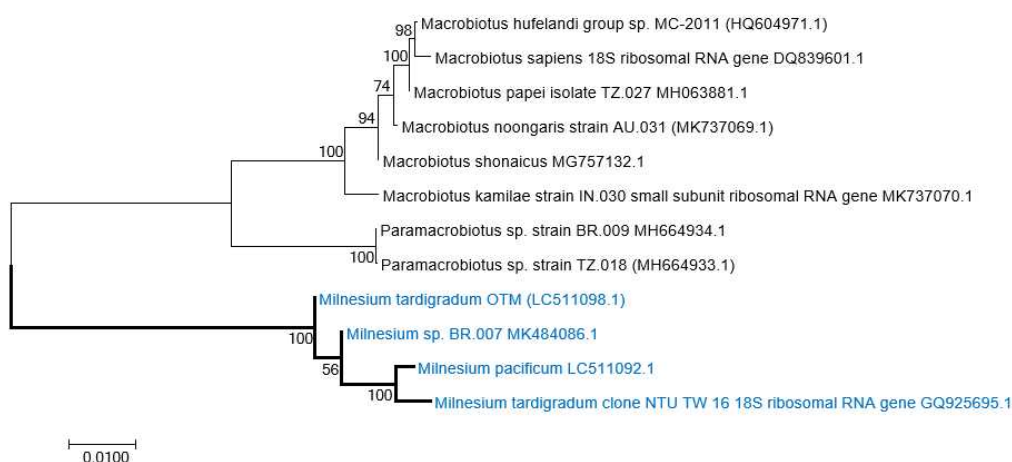 Macrobiotus hufelandi group sp. MC-2011 (HQ604971.1)
98
Macrobiotus sapiens 18S ribosomal RNA gene DQ839601.1
100
Macrobiotus papei isolate TZ.027 MH063881.1
74
Macrobiotus noongaris strain AU.031 (MK737069.1)
94
Macrobiotus shonaicus MG757132.1
100
Macrobiotus kamilae strain IN.030 small subunit ribosomal RNA gene MK737070.1
Paramacrobiotus sp. strain BR.009 MH664934.1
100
Paramacrobiotus sp. strain TZ.018 (MH664933.1)
Milnesium tardigradum OTM (LC511098.1)
100
Milnesium sp. BR.007 MK484086.1
56
Milnesium pacificum LC511092.1
100
Milnesium tardigradum clone NTU TW 16 18S ribosomal RNA gene GQ925695.1
0.0100